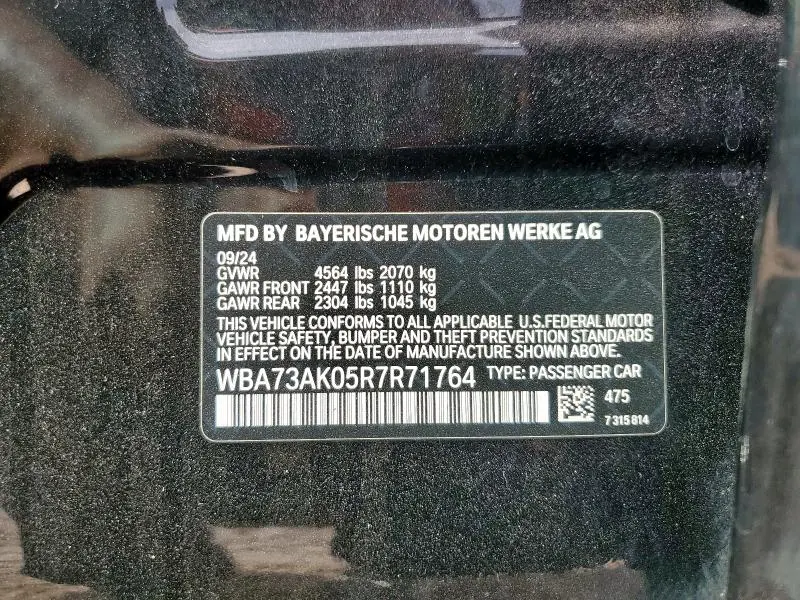 MFD BY BAYERISCHE MOTOREN WERKE AG
09/24
GVWR 4564 lbs 2070 kg
GAWR FRONT 2447 lbs 1110 kg
GAWR REAR 2304 lbs 1045 kg
THIS VEHICLE CONFORMS TO ALL APPLICABLE U.S.FEDERAL MOTOR
VEHICLE SAFETY, BUMPER AND THEFT PREVENTION STANDARDS
IN EFFECT ON THE DATE OF MANUFACTURE SHOWN ABOVE.
WBA73AK05R7R71764 TYPE: PASSENGER CAR
475
7 315 814